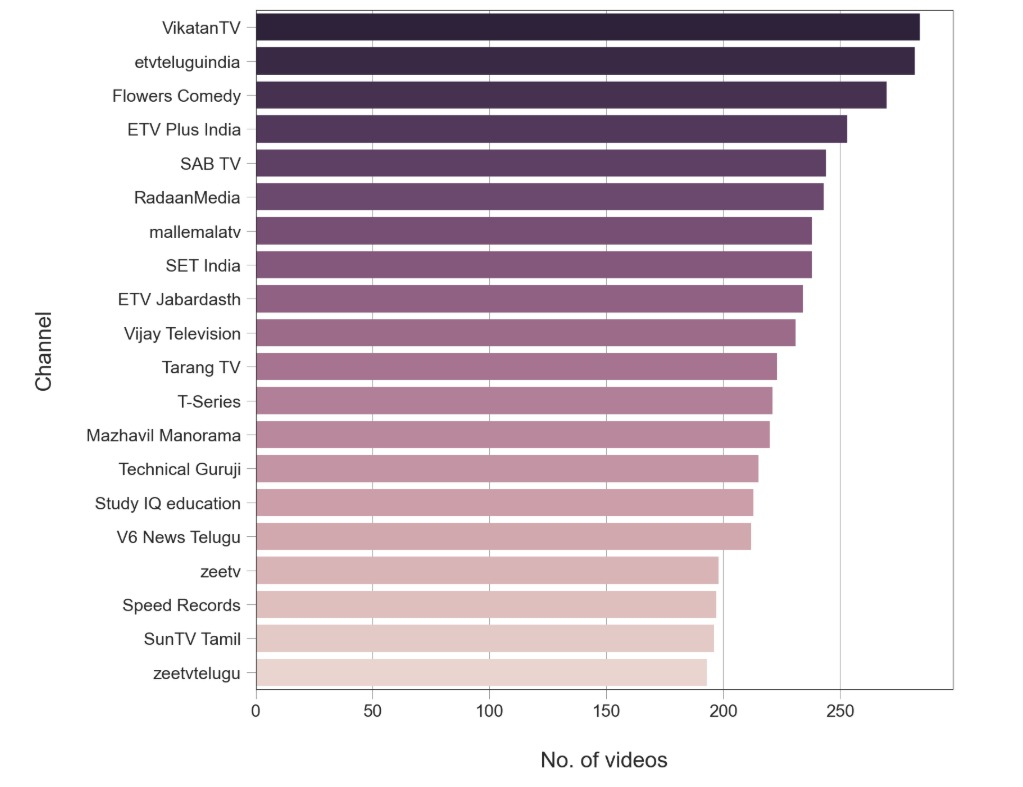 VikatanTV
etvteluguindia
Flowers Comedy
ETV Plus India
SAB TV
RadaanMedia
mallemalatv
SET India
ETV Jabardasth
Vijay Television
Tarang TV
T-Series
Mazhavil Manorama
Technical Guruji
Study IQ education
V6 News Telugu
zeetv
Speed Records
SunTV Tamil
zeetvtelugu
Channel
0 50 100 150 200 250
No. of videos